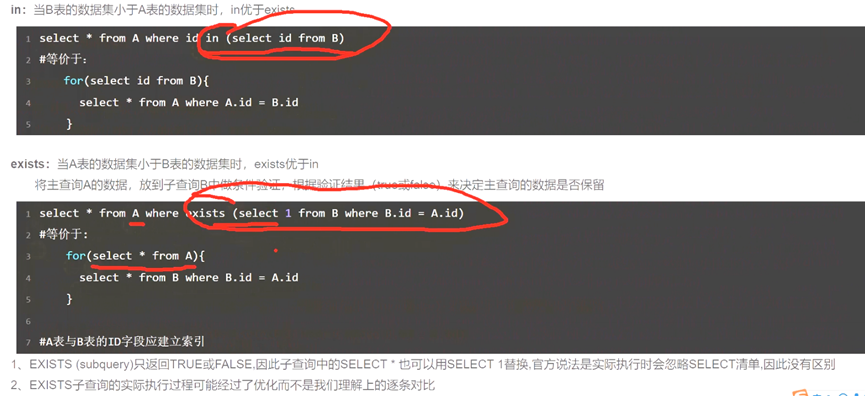 in：当B表的数据集小于A表的数据集时，in优于exists
1 select * from A where id in (select id from B)
2 #等价于：
3 for(select id from B){
4 select * from A where A.id = B.id
5 }
exists：当A表的数据集小于B表的数据集时，exists优于in
将主查询A的数据，放到子查询B中做条件验证，根据验证结果（true或false）来决定主查询的数据是否保留
1 select * from A where exists (select 1 from B where B.id = A.id)
2 #等价于：
3 for(select * from A){
4 select * from B where B.id = A.id
5 }
6
7 #A表与B表的ID字段应建立索引
1、EXISTS (subquery)只返回TRUE或FALSE,因此子查询中的SELECT * 也可以用SELECT 1替换,官方说法是实际执行时会忽略SELECT清单,因此没有区别
2、EXISTS子查询的实际执行过程可能经过了优化而不是我们理解上的逐条对比